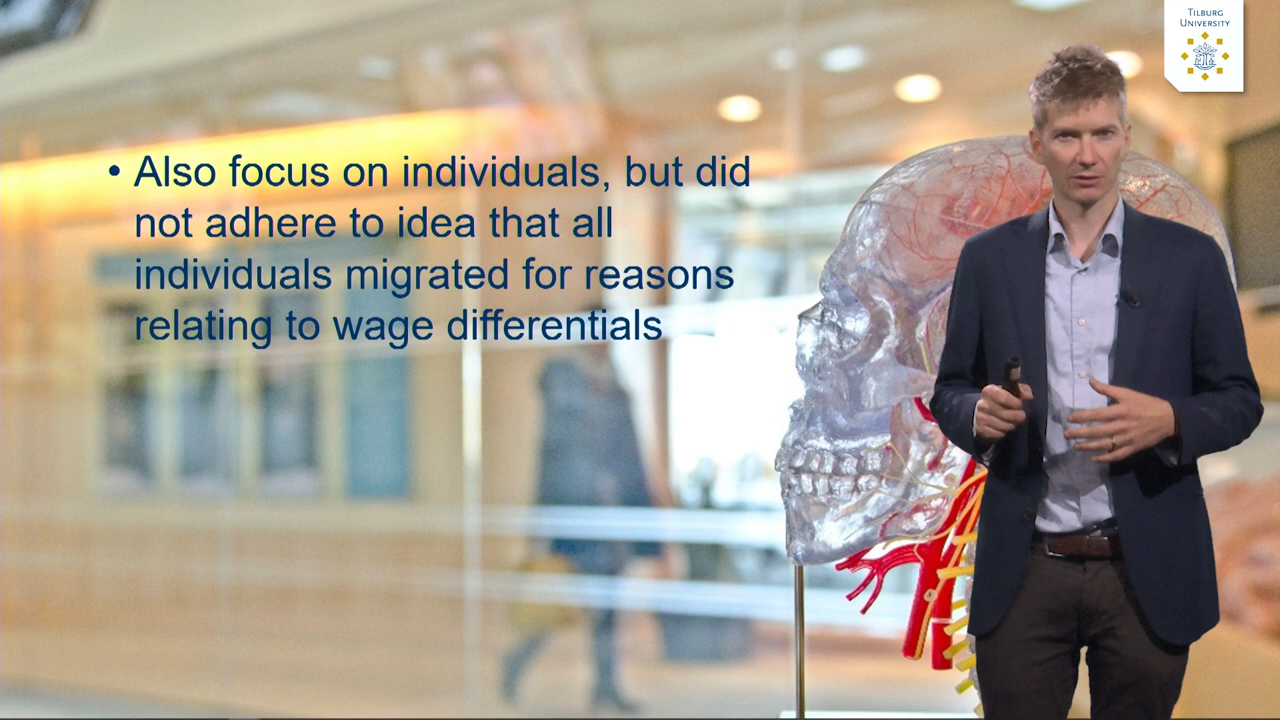 TILBURG
UNIVERSITY
• Also focus on individuals, but did
not adhere to idea that all
individuals migrated for reasons
relating to wage differentials